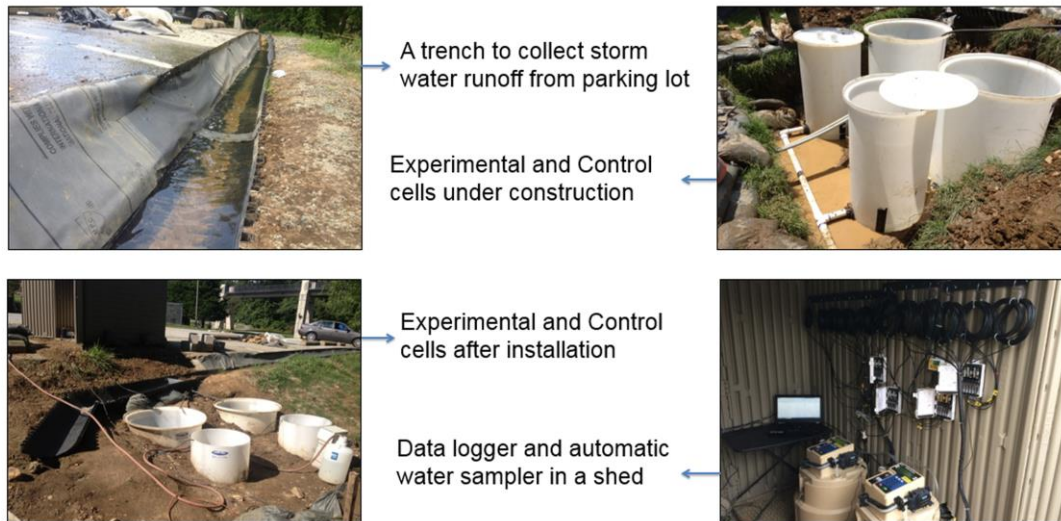 A trench to collect storm
water runoff from parking lot
Experimental and Control
cells under construction
Experimental and Control
cells after installation
Data logger and automatic
water sampler in a shed